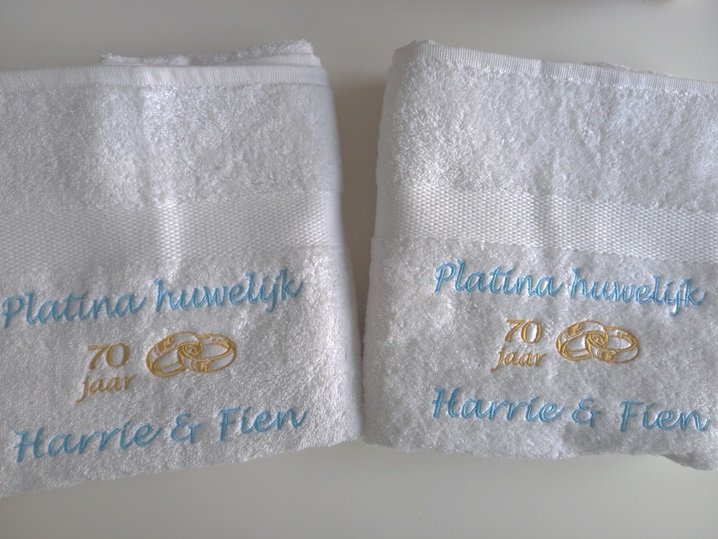 Platina huwelijk
70
jaar
Harrie & Fien
Platina huwelijk
70
jaar
Harrie & Fien